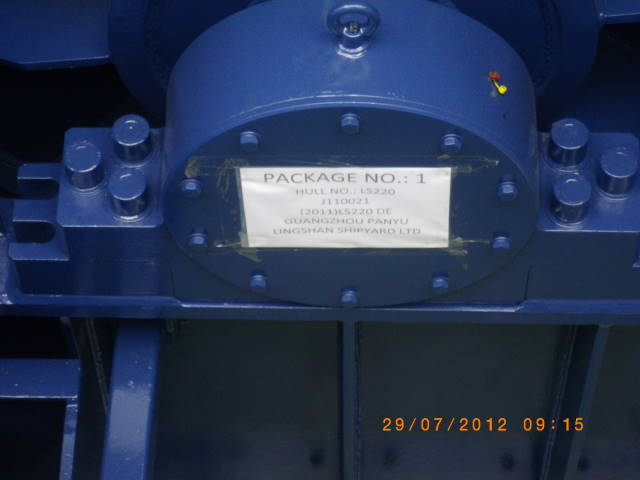 PACKAGE NO.: 1
HULL NO.: LS220
J110021
(2011)LS220 DE
GUANGZHOU PANYU
LINGSHAN SHIPYARD LTD
29/07/2012 09:15